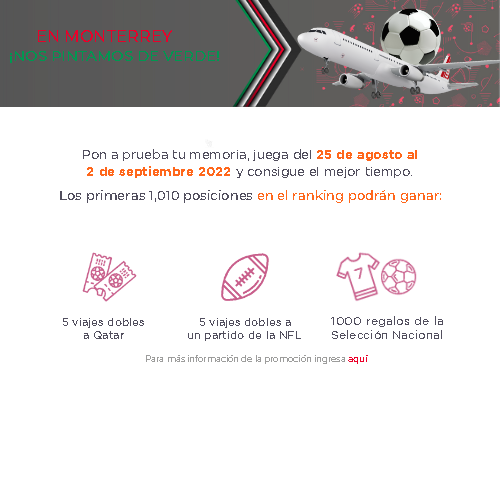 EN MONTERREY
¡NOS PINTAMOS DE VERDE!
Pon a prueba tu memoria, juega del 25 de agosto al
2 de septiembre 2022 y consigue el mejor tiempo.
Los primeras 1,010 posiciones en el ranking podrán ganar:
7
5 viajes dobles
a Qatar
5 viajes dobles a
un partido de la NFL
1000 regalos de la
Selección Nacional
Para más información de la promoción ingresa aquí